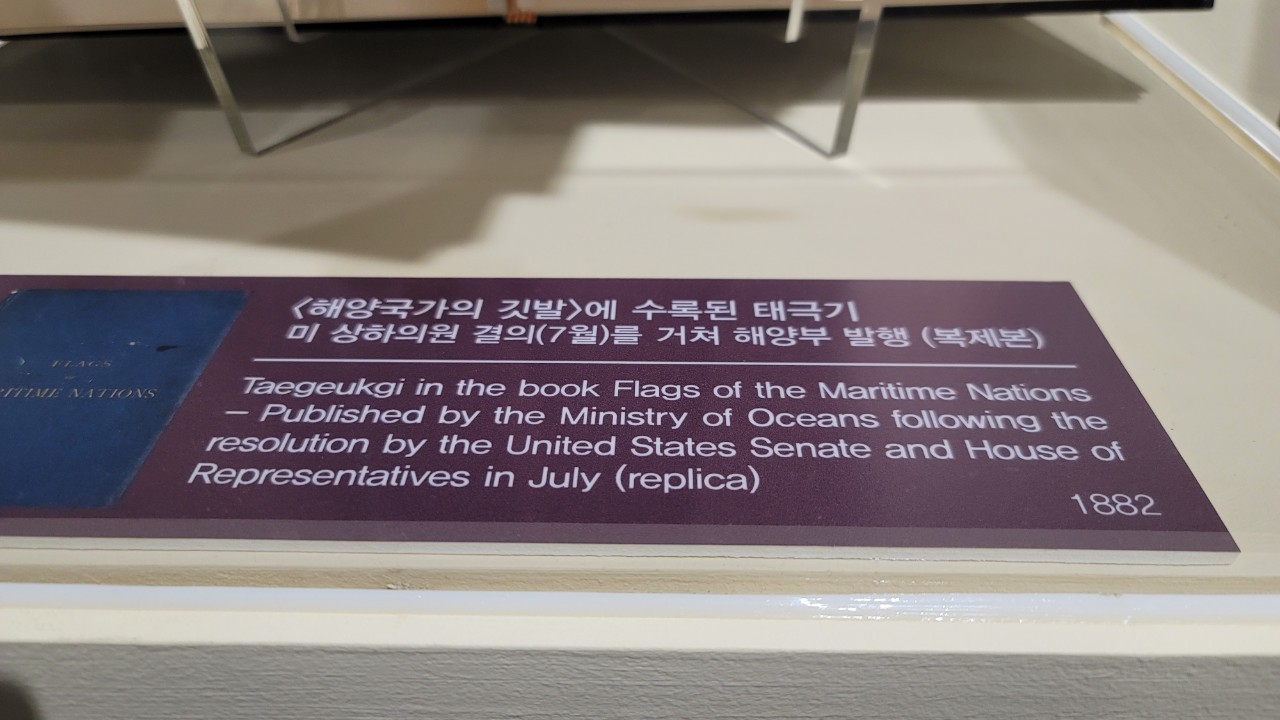 FLAGS
MARITIME NATIONS
〈해양국가의 깃발〉에 수록된 태극기
미 상하의원 결의(7월)를 거쳐 해양부 발행 (복제본)
Taegeukgi in the book Flags of the Maritime Nations
– Published by the Ministry of Oceans following the
resolution by the United States Senate and House of
Representatives in July (replica)
1882